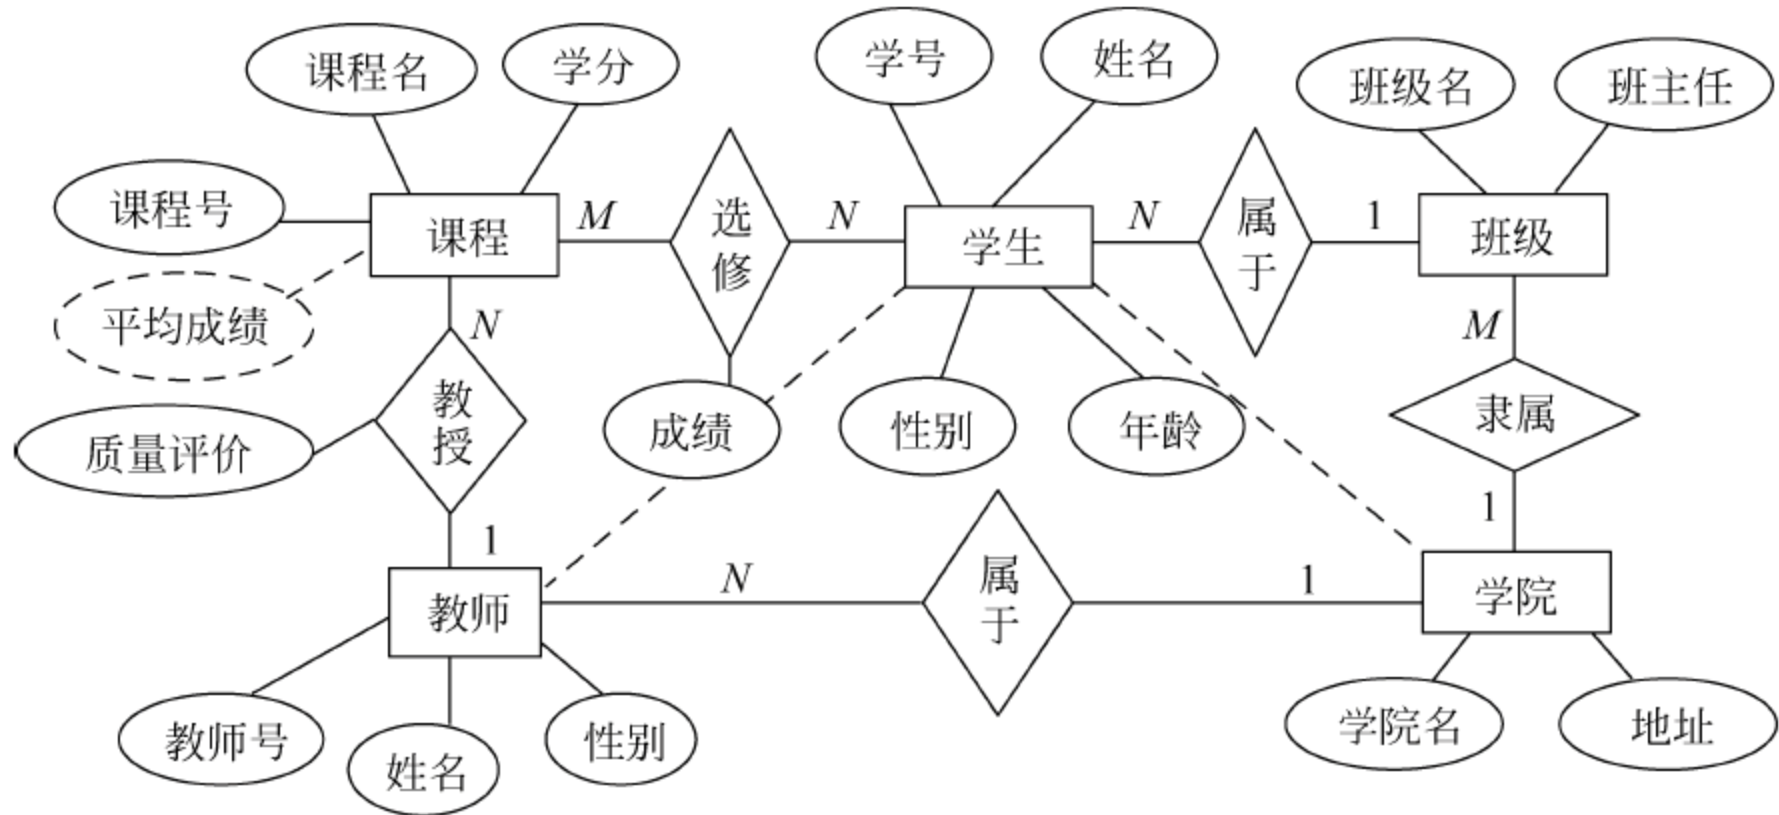 课程名
学分
学号
姓名
班级名
班主任
课程号
课程
M
选
修
N
学生
N
属
于
1
班级
平均成绩
N
M
质量评价
教
授
成绩
性别
年龄
隶属
1
1
教师
N
属
于
1
学院
教师号
姓名
性别
学院名
地址